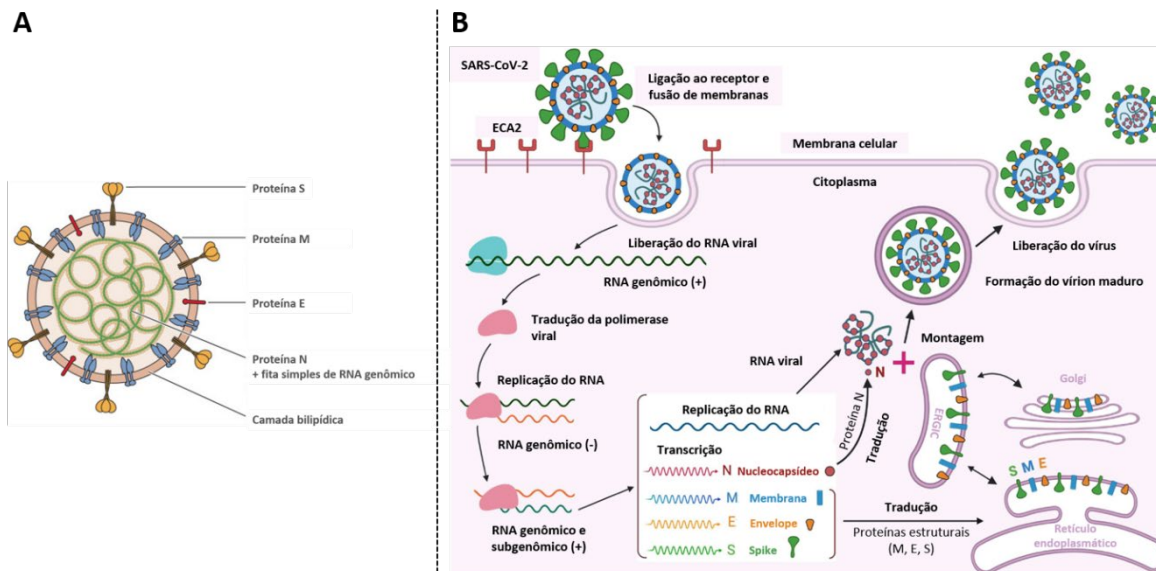 A
Proteína S
Proteína M
Proteína E
Proteína N
+ fita simples de RNA genômico
Camada bilipídica
B
SARS-CoV-2
Ligação ao receptor e
fusão de membranas
ECA2
Membrana celular
Citoplasma
Liberação do RNA viral
RNA genômico (+)
Liberação do vírus
Formação do vírion maduro
Tradução da polimerase
viral
RNA viral
N
Montagem
Golgi
Replicação do RNA
RNA genômico (-)
Replicação do RNA
Transcrição
N Nucleocapsídeo
M Membrana
E Envelope
S Spike
Proteína N
Tradução
ERGIC
S M E
RNA genômico e
subgenômico (+)
Tradução
Proteínas estruturais
(M, E, S)
Retículo
endoplasmático